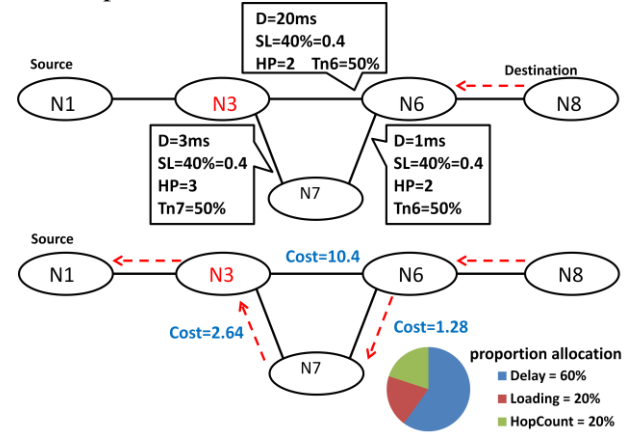 D=20ms
SL=40%=0.4
HP=2 Tn6=50%
Source
Destination
N1
N3
N6
N8
D=3ms
SL=40%=0.4
HP=3
Tn7=50%
D=1ms
SL=40%=0.4
HP=2
Tn6=50%
N7
Source
N1
N3
Cost=10.4
N6
N8
Cost=2.64
Cost=1.28
N7
proportion allocation
Delay = 60%
Loading = 20%
HopCount = 20%